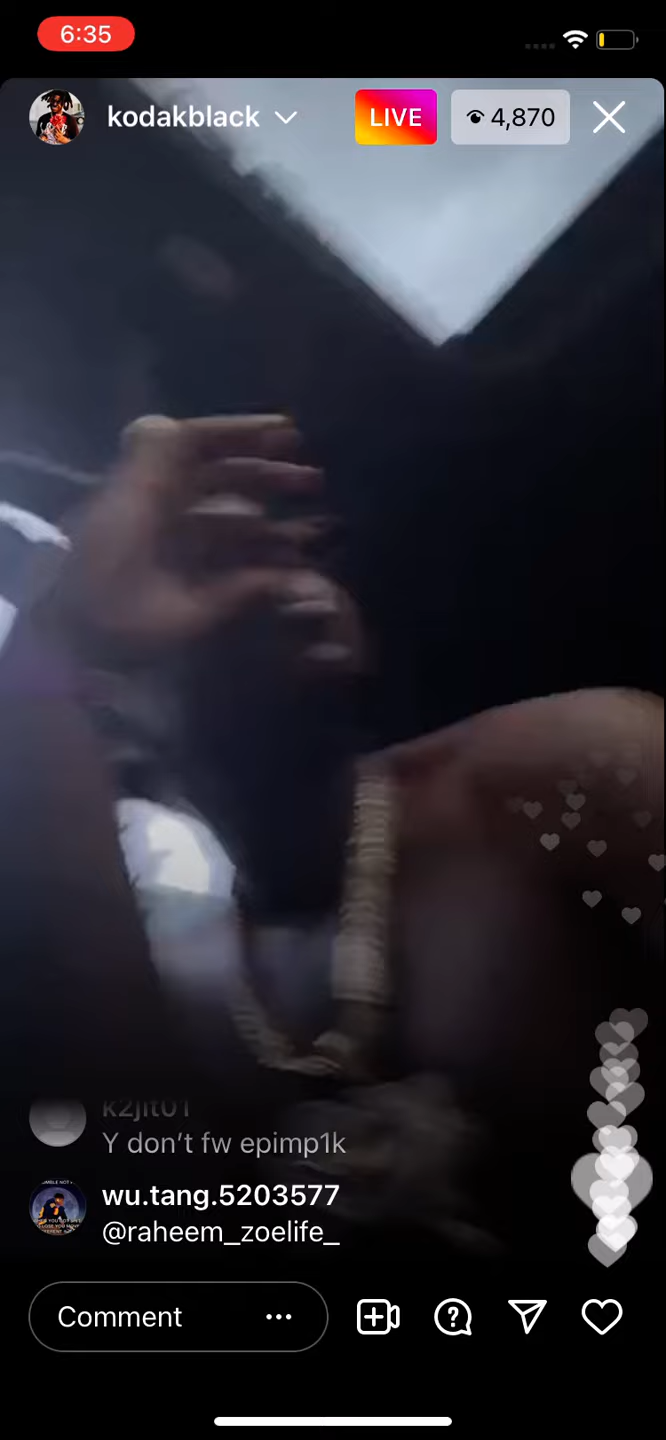 6:35
kodakblack
LIVE
4,870
k2jit01
Y don’t fw epimp1k
wu.tang.5203577
@raheem_zoelife_
Comment